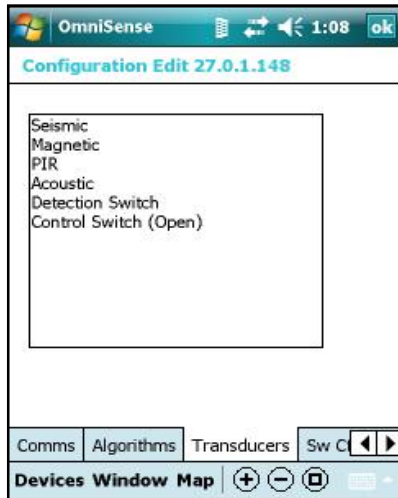 OmniSense 1:08 ok
Configuration Edit 27.0.1.148
Seismic
Magnetic
PIR
Acoustic
Detection Switch
Control Switch (Open)
Comms Algorithms Transducers Sw
Devices Window Map